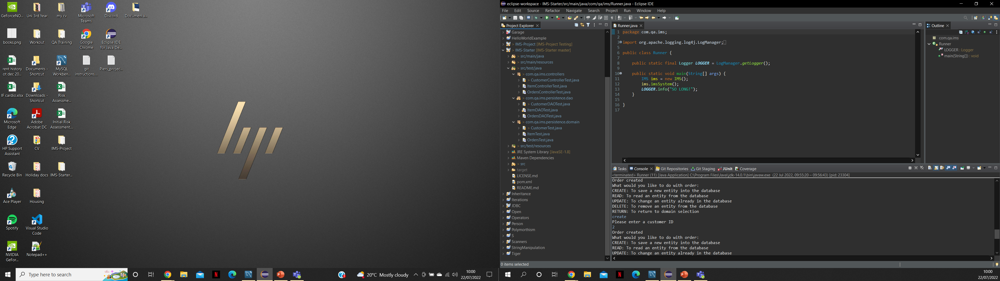 GeForceNO...
Uni 3rd Year
my cv
Microsoft
Teams
Discord
Documenta...
books.png
Workout
QA Training
Google
Chrome
Eclipse IDE
for Java De...
rent history
ot dec 20...
Documents -
Shortcut
MySQL
Workben...
git
instructions....
Piers_projec...
IF cardio.xlsx
Downloads -
Shortcut
Risk
Assessme...
Microsoft
Edge
Adobe
Acrobat DC
Initial Risk
Assessment....
HP Support
Assistant
CV
IMS-Project
Recycle Bin
Holiday docs
IMS-Starter...
Ace Player
Housing
Spotify
Visual Studio
Code
NVIDIA
GeFor...
Notepad++
Type here to search
20°C Mostly cloudy
10:00
22/07/2022
eclipse-workspace - IMS-Starter/src/main/java/com/qa/ims/Runner.java - Eclipse IDE
File Edit Source Refactor Navigate Search Project Run Window Help
Project Explorer
Garage
HelloWorldExample
> IMS-Project [IMS-Project Testing]
> IMS-Starter [IMS-Starter master]
> src/main/java
> src/main/resources
> src/test/java
> com.qa.ims.controllers
> CustomerControllerTest.java
ItemControllerTest.java
OrdersControllerTest.java
> com.qa.ims.persistence.dao
> CustomerDAOTest.java
ItemDAOTest.java
OrdersDAOTest.java
> com.qa.ims.persistence.domain
> CustomerTest.java
ItemTest.java
OrdersTest.java
> src/test/resources
JRE System Library [JavaSE-1.8]
Maven Dependencies
> src
target
LICENSE.md
pom.xml
README.md
Inheritance
Iterations
JDBC
Open
Operators
Person
Polymorthism
S
Scanners
StringManipulation
Tiger
Runner.java
1 package com.qa.ims;
2
3 import org.apache.logging.log4j.LogManager;
5
6 public class Runner {
7
8 public static final Logger LOGGER = LogManager.getLogger();
9
10 public static void main(String[] args) {
11 IMS ims = new IMS();
12 ims.imsSystem();
13 LOGGER.info("SO LONG!");
14 }
15
16 }
17
Outline
com.qa.ims
Runner
LOGGER : Logger
main(String[]) : void
Tasks Console Git Repositories Git Staging JUnit Coverage
<terminated> Runner (11) [Java Application] C:\Program Files\Java\jdk-14.0.1\bin\javaw.exe (22 Jul 2022, 09:55:20 – 09:56:43) [pid: 23304]
Order created
What would you like to do with order:
CREATE: To save a new entity into the database
READ: To read an entity from the database
UPDATE: To change an entity already in the database
DELETE: To remove an entity from the database
RETURN: To return to domain selection
create
Please enter a customer ID
2
Order created
What would you like to do with order:
CREATE: To save a new entity into the database
READ: To read an entity from the database
UPDATE: To change an entity already in the database
0 items selected
10:00
22/07/2022